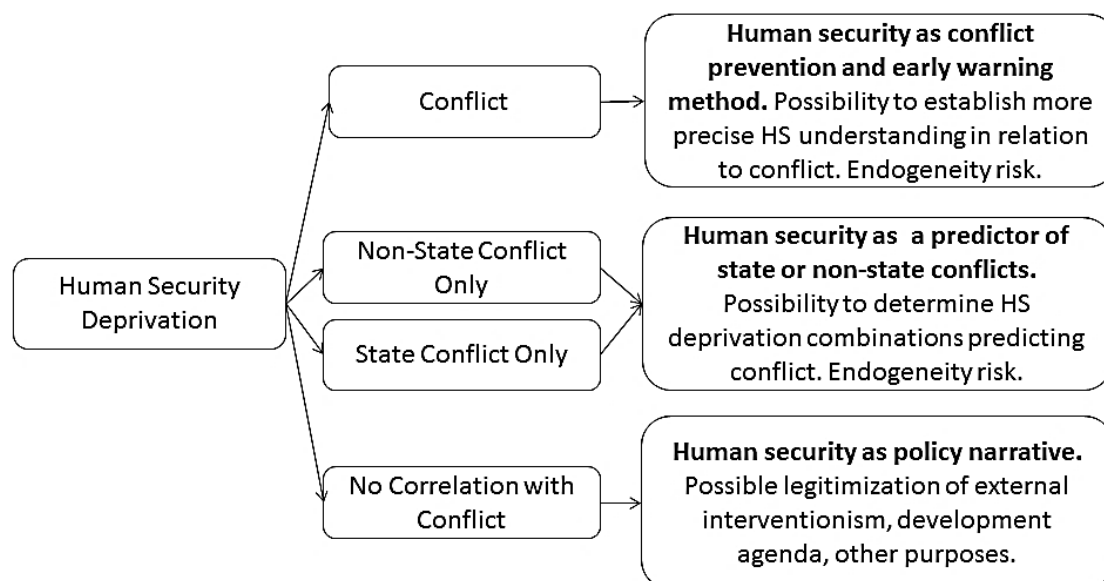 Human Security
Deprivation
Conflict
Non-State Conflict
Only
State Conflict Only
No Correlation with
Conflict
Human security as conflict
prevention and early warning
method. Possibility to establish more
precise HS understanding in relation
to conflict. Endogeneity risk.
Human security as a predictor of
state or non-state conflicts.
Possibility to determine HS
deprivation combinations predicting
conflict. Endogeneity risk.
Human security as policy narrative.
Possible legitimization of external
interventionism, development
agenda, other purposes.